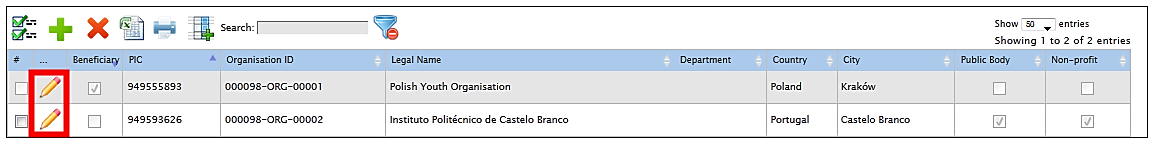 Search:
Show 50 entries
Showing 1 to 2 of 2 entries
# ... Beneficiary PIC Organisation ID Legal Name Department Country City Public Body Non-profit
949555893 000098-ORG-00001 Polish Youth Organisation Poland Kraków
949593626 000098-ORG-00002 Instituto Politécnico de Castelo Branco Portugal Castelo Branco